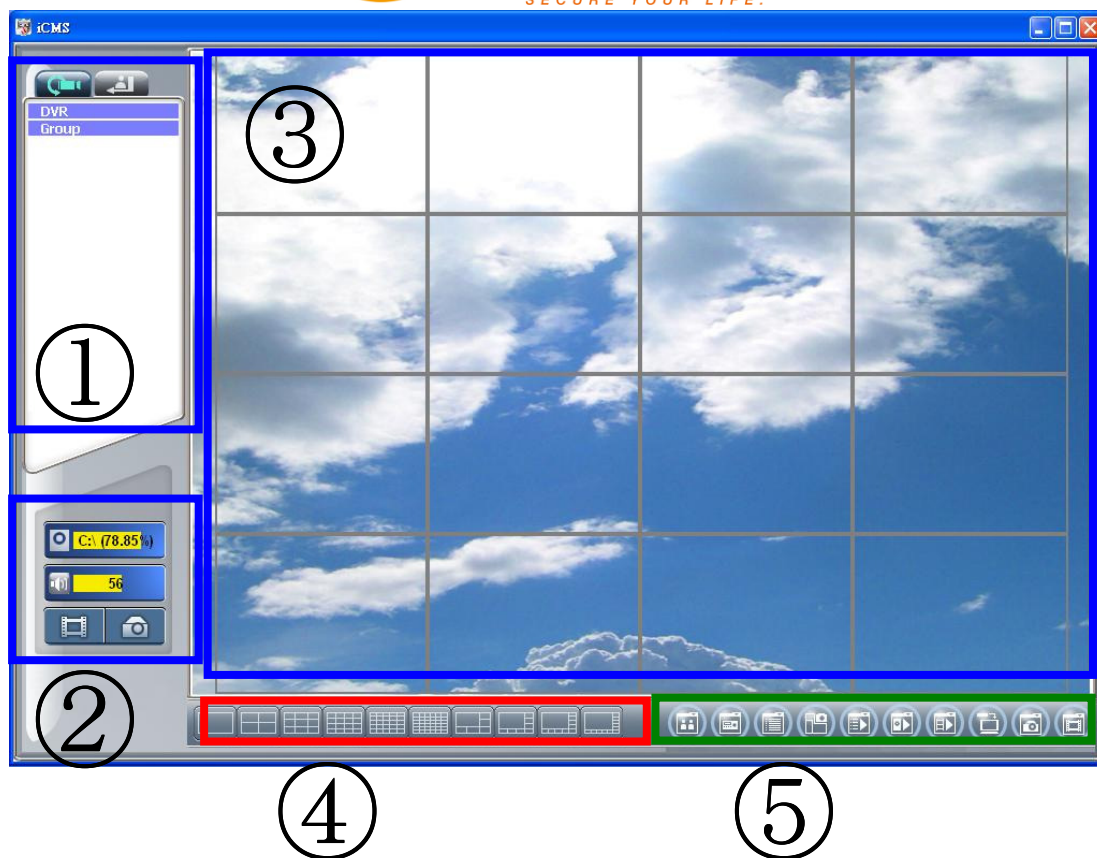 SECURE YOUR LIFE.
iCMS
DVR
Group
③
①
C:\ (78.85%)
56
②
④
⑤